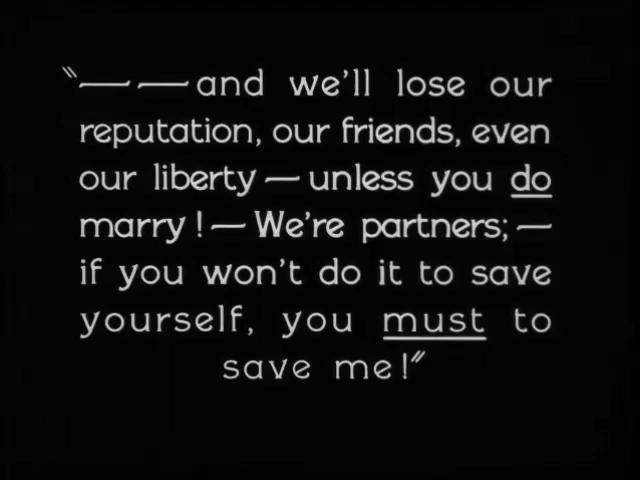 "— — and we'll lose our
reputation, our friends, even
our liberty — unless you do
marry! — We're partners; —
if you won't do it to save
yourself, you must to
save me!"